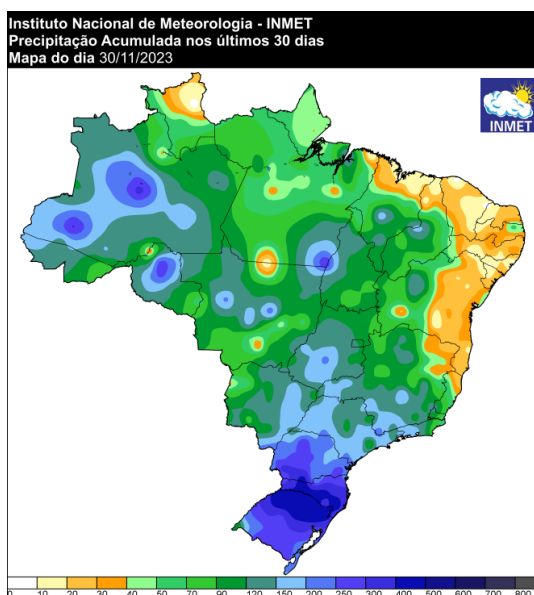 Instituto Nacional de Meteorologia - INMET
Precipitação Acumulada nos últimos 30 dias
Mapa do dia 30/11/2023
INMET
0 10 20 30 40 50 70 90 120 150 200 250 300 400 500 600 700 800